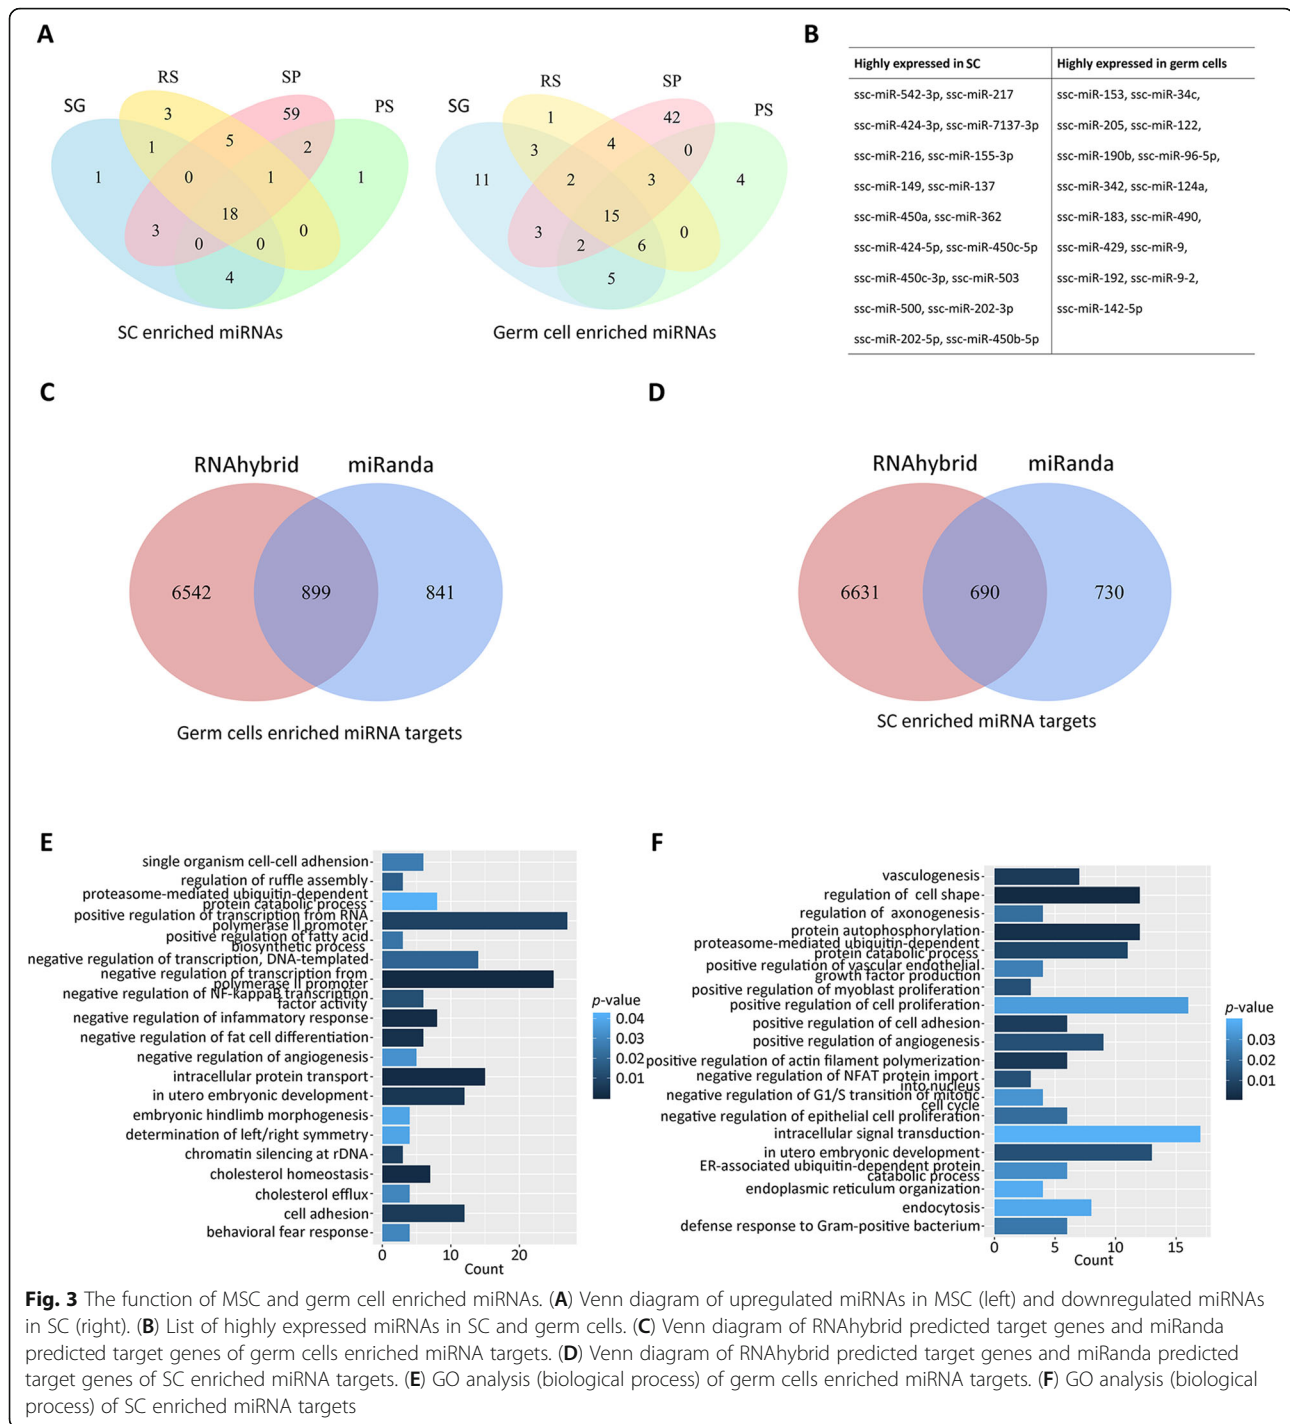 A
RS
SP
SG
PS
3
59
1
5
2
1
0
1
1
18
3
0
0
0
4
SC enriched miRNAs
RS
SP
SG
PS
1
42
3
4
0
11
2
3
4
15
3
2
6
0
5
Germ cell enriched miRNAs
B
Highly expressed in SC Highly expressed in germ cells
ssc-miR-542-3p, ssc-miR-217 ssc-miR-153, ssc-miR-34c,
ssc-miR-424-3p, ssc-miR-7137-3p ssc-miR-205, ssc-miR-122,
ssc-miR-216, ssc-miR-155-3p ssc-miR-190b, ssc-miR-96-5p,
ssc-miR-149, ssc-miR-137 ssc-miR-342, ssc-miR-124a,
ssc-miR-450a, ssc-miR-362 ssc-miR-183, ssc-miR-490,
ssc-miR-424-5p, ssc-miR-450c-5p ssc-miR-429, ssc-miR-9,
ssc-miR-450c-3p, ssc-miR-503 ssc-miR-192, ssc-miR-9-2,
ssc-miR-500, ssc-miR-202-3p ssc-miR-142-5p
ssc-miR-202-5p, ssc-miR-450b-5p
C
RNAhybrid miRanda
6542 899 841
Germ cells enriched miRNA targets
D
RNAhybrid miRanda
6631 690 730
SC enriched miRNA targets
E
single organism cell-cell adhension
regulation of ruffle assembly
proteasome-mediated ubiquitin-dependent
protein catabolic process
positive regulation of transcription from RNA
polymerase II promoter
positive regulation of fatty acid
biosynthetic process
negative regulation of transcription, DNA-templated
negative regulation of transcription from
polymerase II promoter
negative regulation of NF-kappaB transcription
factor activity
negative regulation of infammatory response
negative regulation of fat cell differentiation
negative regulation of angiogenesis
intracellular protein transport
in utero embryonic development
embryonic hindlimb morphogenesis
determination of left/right symmetry
chromatin silencing at rDNA
cholesterol homeostasis
cholesterol efflux
cell adhesion
behavioral fear response
0 10 20
Count
p-value
0.04
0.03
0.02
0.01
F
vasculogenesis
regulation of cell shape
regulation of axonogenesis
protein autophosphorylation
proteasome-mediated ubiquitin-dependent
protein catabolic process
positive regulation of vascular endothelial
growth factor production
positive regulation of myoblast proliferation
positive regulation of cell proliferation
positive regulation of cell adhesion
positive regulation of angiogenesis
positive regulation of actin filament polymerization
negative regulation of NFAT protein import
into nucleus
negative regulation of G1/S transition of mitotic
cell cycle
negative regulation of epithelial cell proliferation
intracellular signal transduction
in utero embryonic development
ER-associated ubiquitin-dependent protein
catabolic process
endoplasmic reticulum organization
endocytosis
defense response to Gram-positive bacterium
0 5 10 15
Count
p-value
0.03
0.02
0.01
Fig. 3 The function of MSC and germ cell enriched miRNAs. (A) Venn diagram of upregulated miRNAs in MSC (left) and downregulated miRNAs
in SC (right). (B) List of highly expressed miRNAs in SC and germ cells. (C) Venn diagram of RNAhybrid predicted target genes and miRanda
predicted target genes of germ cells enriched miRNA targets. (D) Venn diagram of RNAhybrid predicted target genes and miRanda predicted
target genes of SC enriched miRNA targets. (E) GO analysis (biological process) of germ cells enriched miRNA targets. (F) GO analysis (biological
process) of SC enriched miRNA targets